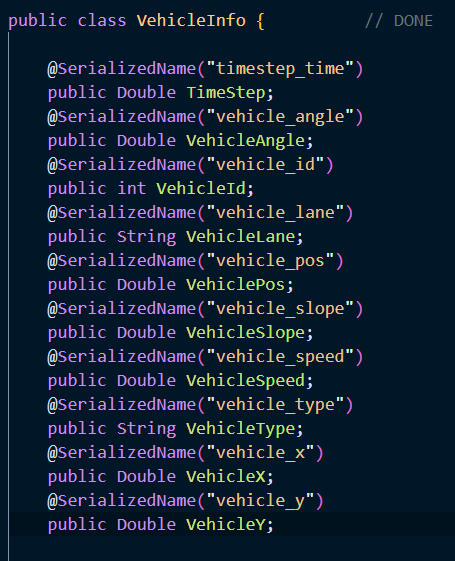 public class VehicleInfo {          // DONE
@SerializedName("timestep_time")
public Double TimeStep;
@SerializedName("vehicle_angle")
public Double VehicleAngle;
@SerializedName("vehicle_id")
public int VehicleId;
@SerializedName("vehicle_lane")
public String VehicleLane;
@SerializedName("vehicle_pos")
public Double VehiclePos;
@SerializedName("vehicle_slope")
public Double VehicleSlope;
@SerializedName("vehicle_speed")
public Double VehicleSpeed;
@SerializedName("vehicle_type")
public String VehicleType;
@SerializedName("vehicle_x")
public Double VehicleX;
@SerializedName("vehicle_y")
public Double VehicleY;